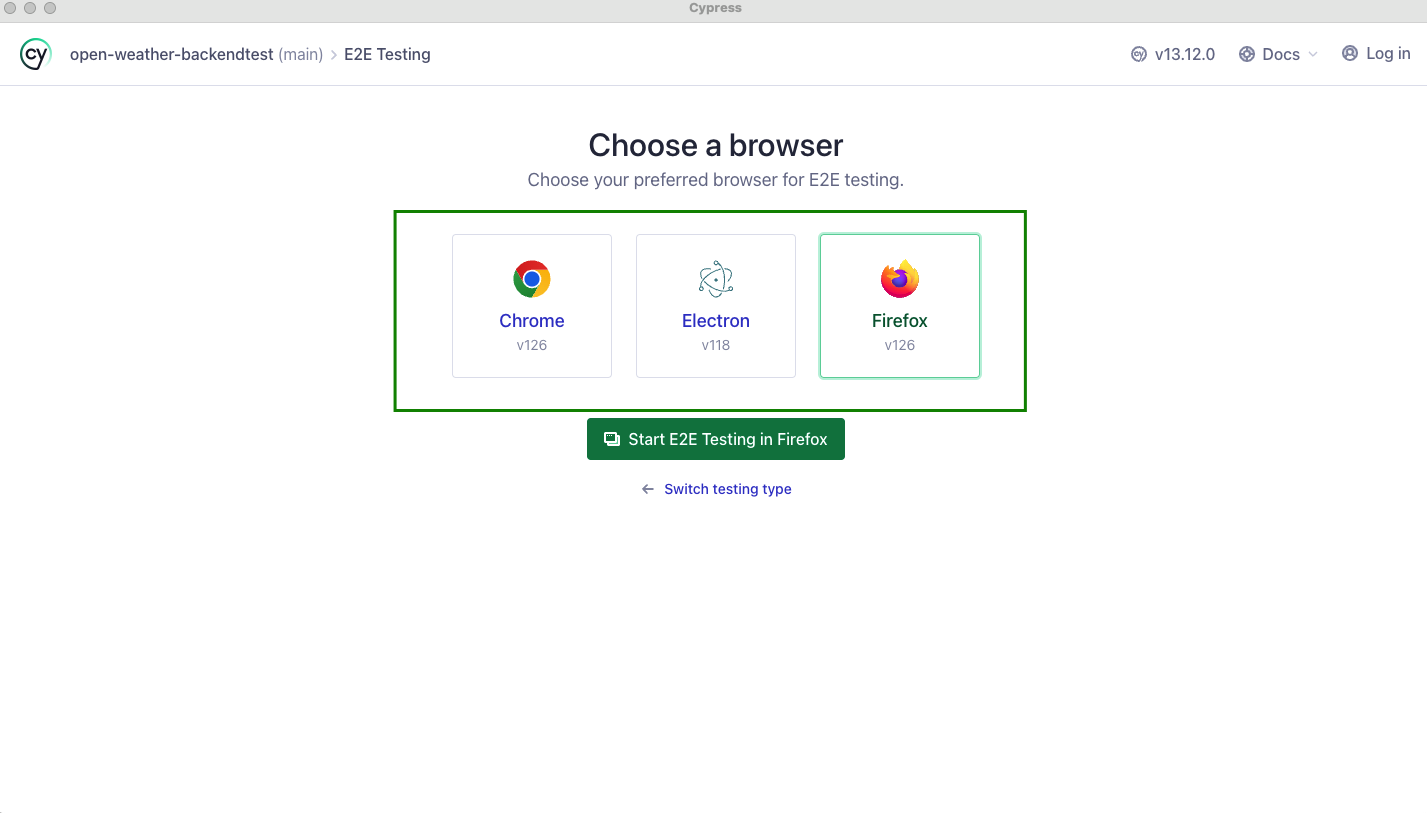 Cypress
cy open-weather-backendtest (main) > E2E Testing
cy v13.12.0 Docs Log in
Choose a browser
Choose your preferred browser for E2E testing.
Chrome
v126
Electron
v118
Firefox
v126
Start E2E Testing in Firefox
← Switch testing type